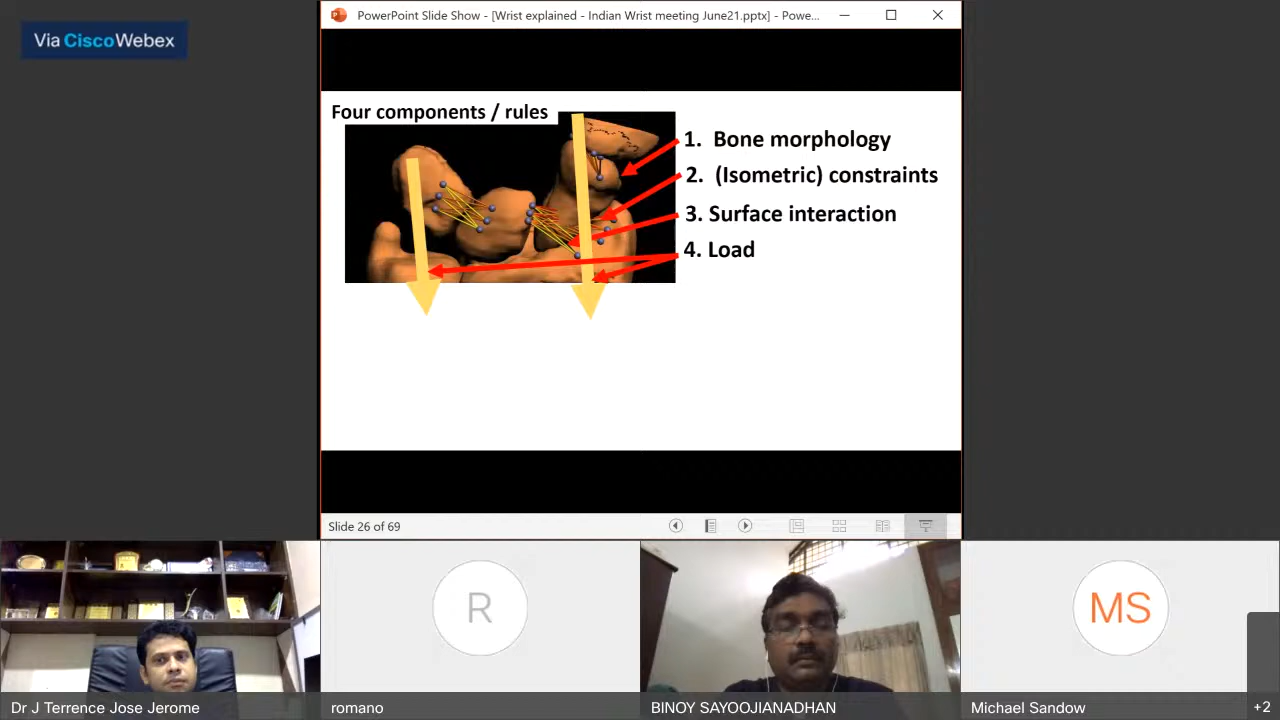 Via CiscoWebex
PowerPoint Slide Show - [Wrist explained - Indian Wrist meeting June21.pptx] - Powe...
Four components / rules
1. Bone morphology
2. (Isometric) constraints
3. Surface interaction
4. Load
Slide 26 of 69
R
MS
Dr J Terrence Jose Jerome
romano
BINOY SAYOOJIANADHAN
Michael Sandow
+2